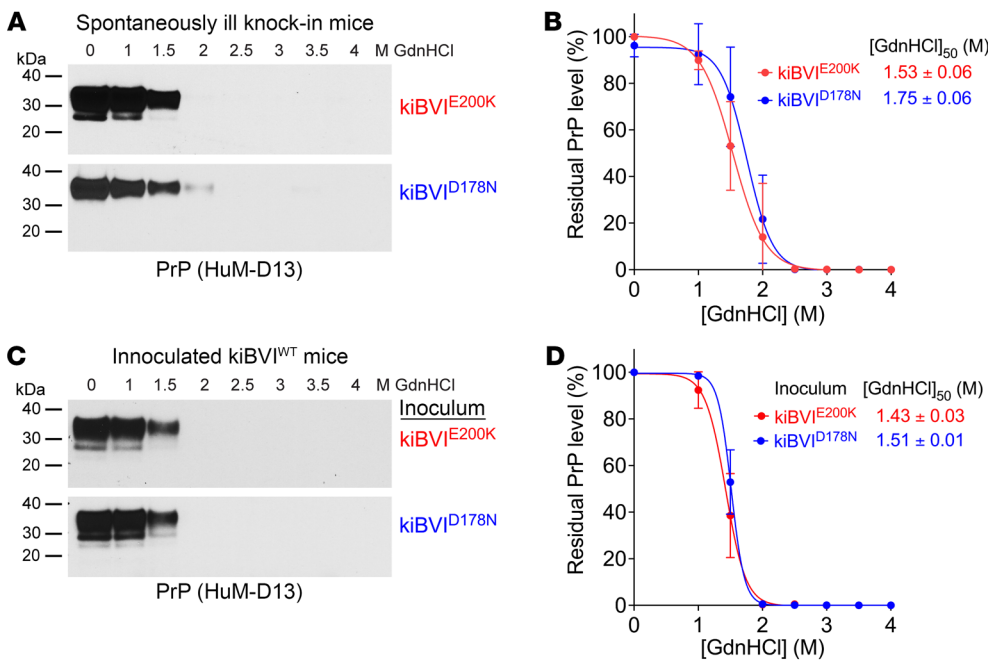 A
Spontaneously ill knock-in mice
0 1 1.5 2 2.5 3 3.5 4 M GdnHCl
kDa
40
30
20
kiBVI^E200K
40
30
20
kiBVI^D178N
PrP (HuM-D13)
B
Residual PrP level (%)
100
80
60
40
20
0
0 1 2 3 4
[GdnHCl] (M)
[GdnHCl]50 (M)
kiBVI^E200K 1.53 ± 0.06
kiBVI^D178N 1.75 ± 0.06
C
Innoculated kiBVI^WT mice
0 1 1.5 2 2.5 3 3.5 4 M GdnHCl
kDa
40
30
20
Inoculum
kiBVI^E200K
40
30
20
kiBVI^D178N
PrP (HuM-D13)
D
Residual PrP level (%)
100
80
60
40
20
0
0 1 2 3 4
[GdnHCl] (M)
Inoculum [GdnHCl]50 (M)
kiBVI^E200K 1.43 ± 0.03
kiBVI^D178N 1.51 ± 0.01